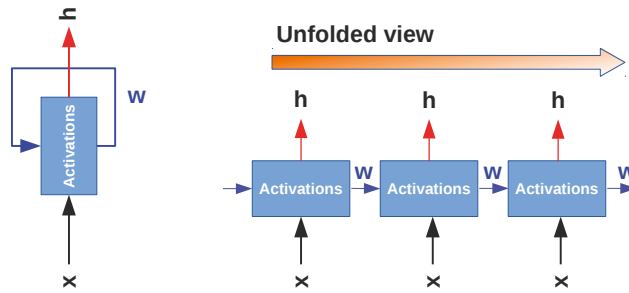 h
w
Activations
x
Unfolded view
h h h
w w w
Activations Activations Activations
x x x